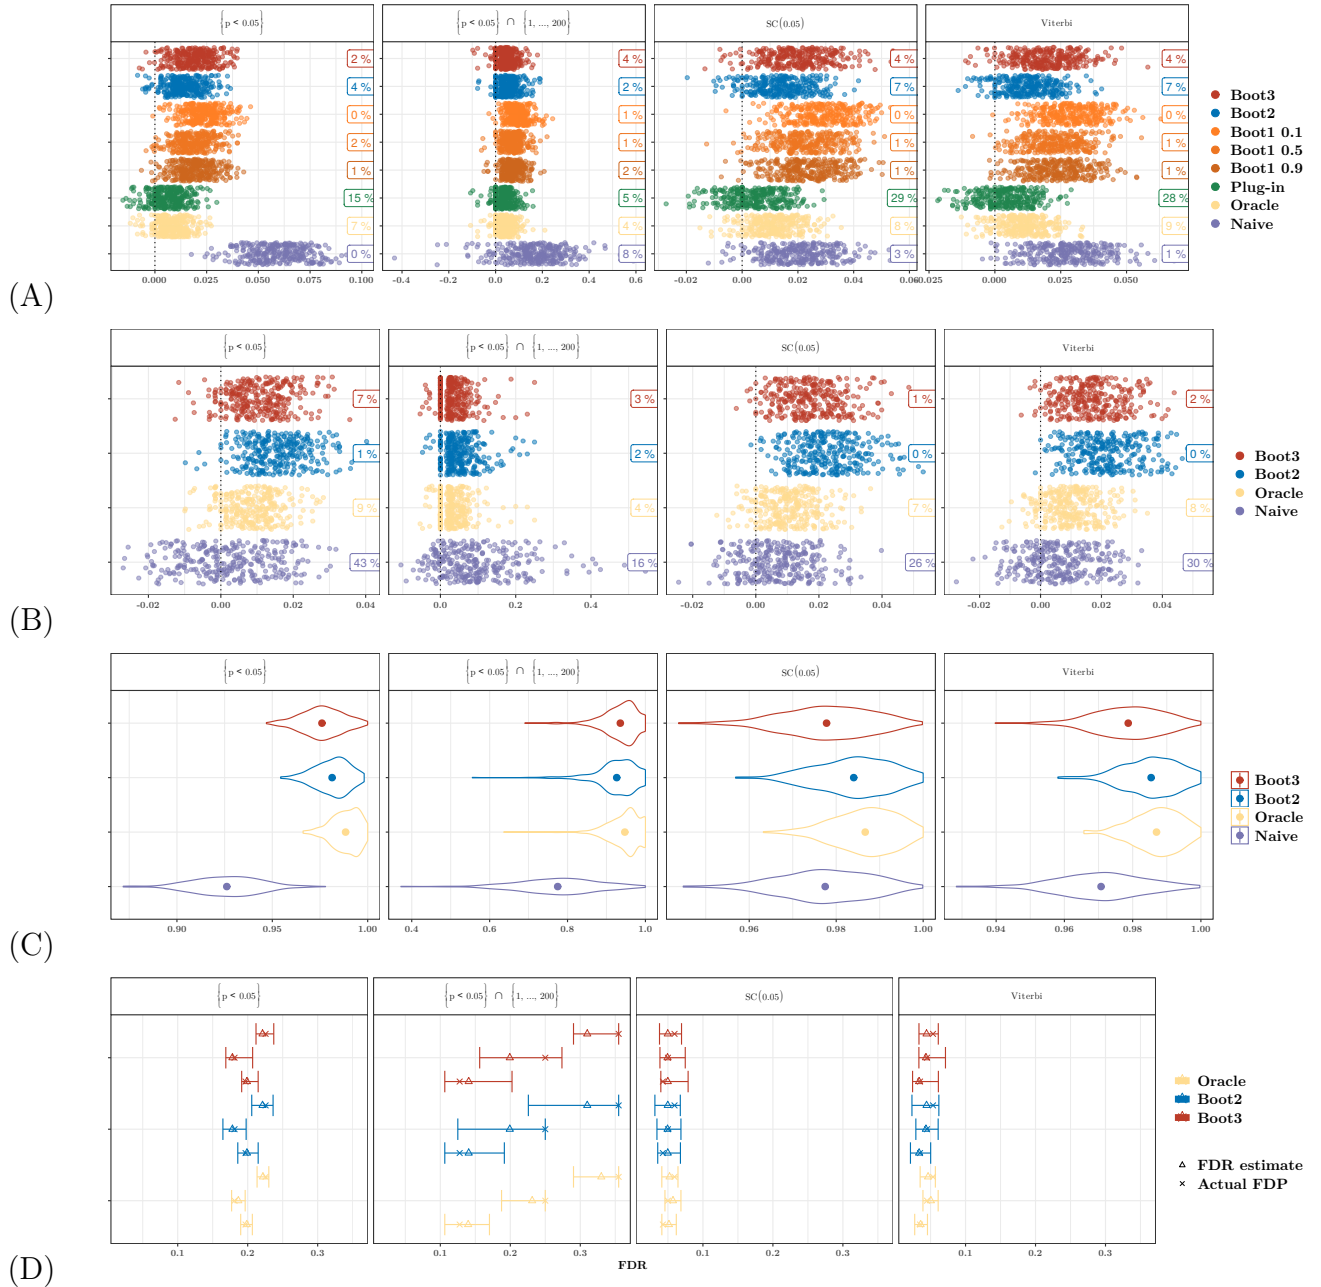 {p < 0.05}
{p < 0.05} ∩ {1, ..., 200}
SC(0.05)
Viterbi
2 %
4 %
0 %
2 %
1 %
15 %
7 %
0 %
4 %
2 %
1 %
1 %
2 %
5 %
4 %
8 %
4 %
7 %
0 %
1 %
1 %
29 %
8 %
3 %
4 %
7 %
0 %
1 %
1 %
28 %
9 %
1 %
0.000 0.025 0.050 0.075 0.100
-0.4 -0.2 0.0 0.2 0.4 0.6
-0.02 0.00 0.02 0.04 0.06
-0.025 0.000 0.025 0.050
Boot3
Boot2
Boot1 0.1
Boot1 0.5
Boot1 0.9
Plug-in
Oracle
Naive
(A)
{p < 0.05}
{p < 0.05} ∩ {1, ..., 200}
SC(0.05)
Viterbi
7 %
1 %
9 %
43 %
3 %
2 %
4 %
16 %
1 %
0 %
7 %
26 %
2 %
0 %
8 %
30 %
-0.02 0.00 0.02 0.04
0.0 0.2 0.4
-0.02 0.00 0.02 0.04
-0.02 0.00 0.02 0.04
Boot3
Boot2
Oracle
Naive
(B)
{p < 0.05}
{p < 0.05} ∩ {1, ..., 200}
SC(0.05)
Viterbi
0.90 0.95 1.00
0.4 0.6 0.8 1.0
0.96 0.98 1.00
0.94 0.96 0.98 1.00
Boot3
Boot2
Oracle
Naive
(C)
{p < 0.05}
{p < 0.05} ∩ {1, ..., 200}
SC(0.05)
Viterbi
0.1 0.2 0.3
0.1 0.2 0.3
0.1 0.2 0.3
0.1 0.2 0.3
FDR
Oracle
Boot2
Boot3
FDR estimate
Actual FDP
(D)